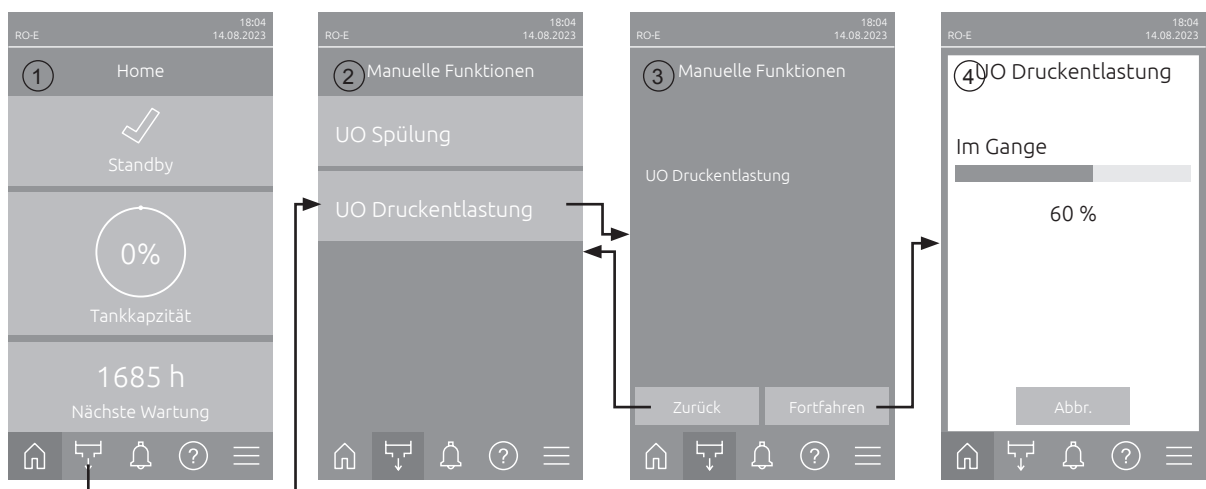 18:04
RO-E 14.08.2023
1 Home
Standby
0%
Tankkapzität
1685 h
Nächste Wartung
?
18:04
RO-E 14.08.2023
2 Manuelle Funktionen
UO Spülung
UO Druckentlastung
?
18:04
RO-E 14.08.2023
3 Manuelle Funktionen
UO Druckentlastung
Zurück Fortfahren
?
18:04
RO-E 14.08.2023
4 UO Druckentlastung
Im Gange
60 %
Abbr.
?